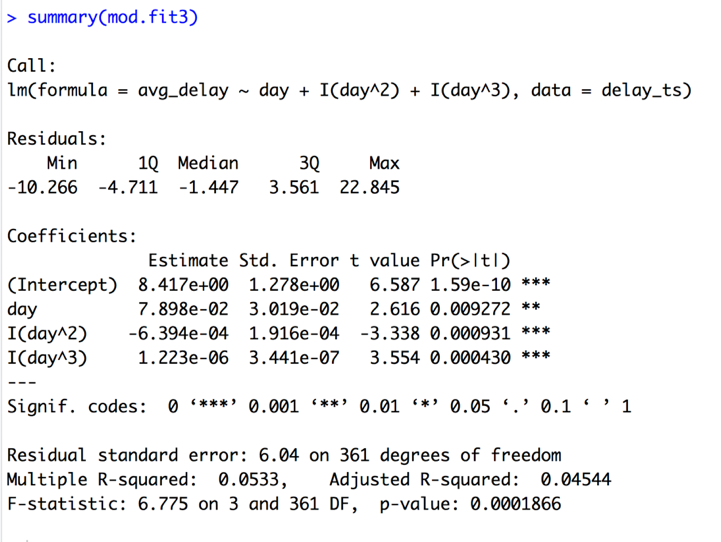 > summary(mod.fit3)
Call:
lm(formula = avg_delay ~ day + I(day^2) + I(day^3), data = delay_ts)
Residuals:
    Min      1Q  Median      3Q     Max
-10.266  -4.711  -1.447   3.561  22.845
Coefficients:
              Estimate Std. Error t value Pr(>|t|)
(Intercept)  8.417e+00  1.278e+00   6.587 1.59e-10 ***
day          7.898e-02  3.019e-02   2.616 0.009272 **
I(day^2)    -6.394e-04  1.916e-04  -3.338 0.000931 ***
I(day^3)     1.223e-06  3.441e-07   3.554 0.000430 ***
---
Signif. codes:  0 ‘***’ 0.001 ‘**’ 0.01 ‘*’ 0.05 ‘.’ 0.1 ‘ ’ 1
Residual standard error: 6.04 on 361 degrees of freedom
Multiple R-squared:  0.0533,    Adjusted R-squared:  0.04544
F-statistic: 6.775 on 3 and 361 DF,  p-value: 0.0001866